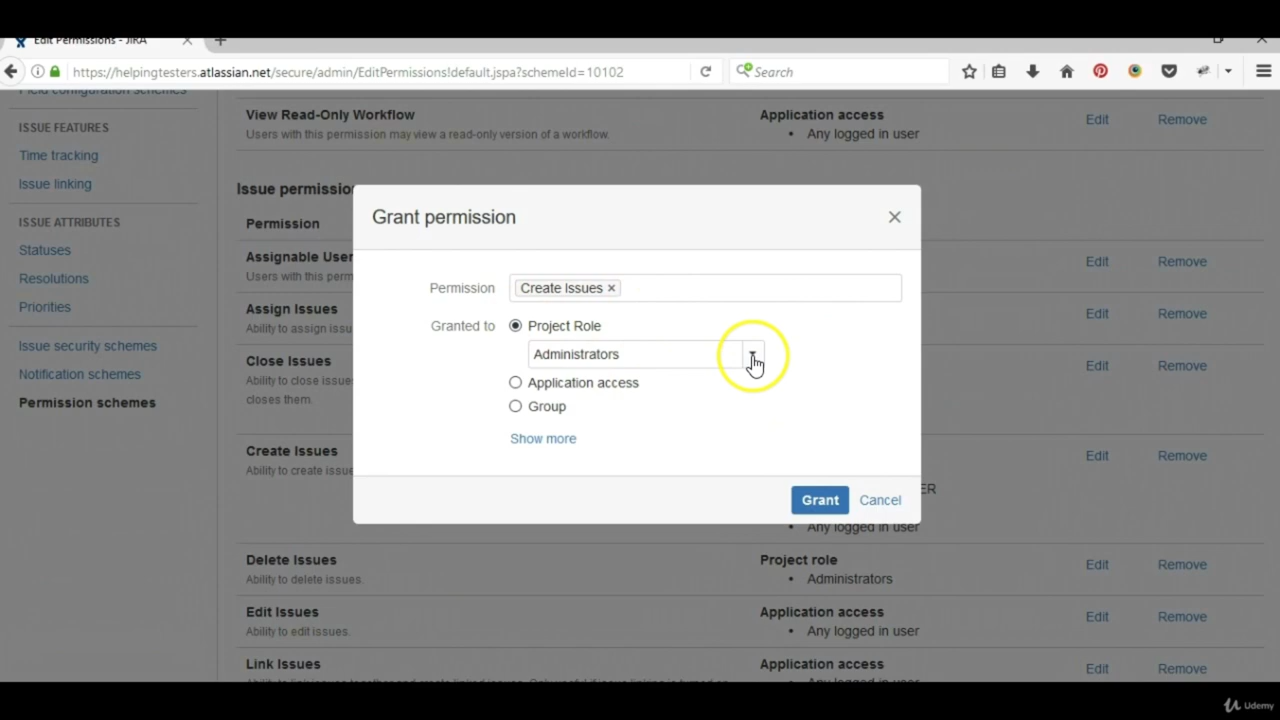 Edit Permissions - JIRA
https://helpingtesters.atlassian.net/secure/admin/EditPermissions!default.jspa?schemeId=10102
Search
Field configuration schemes
ISSUE FEATURES
Time tracking
Issue linking
ISSUE ATTRIBUTES
Statuses
Resolutions
Priorities
Issue security schemes
Notification schemes
Permission schemes
View Read-Only Workflow
Users with this permission may view a read-only version of a workflow.
Application access
• Any logged in user
Edit Remove
Issue permission
Permission
Assignable User
Users with this perm
Edit Remove
Assign Issues
Ability to assign issu
Edit Remove
Close Issues
Ability to close issue
closes them.
Edit Remove
Create Issues
Ability to create issu
ER
• Any logged in user
Edit Remove
Delete Issues
Ability to delete issues.
Project role
• Administrators
Edit Remove
Edit Issues
Ability to edit issues.
Application access
• Any logged in user
Edit Remove
Link Issues
Application access
Any logged in user
Edit Remove
Grant permission
Permission Create Issues ×
Granted to Project Role
Administrators
Application access
Group
Show more
Grant Cancel
Udemy